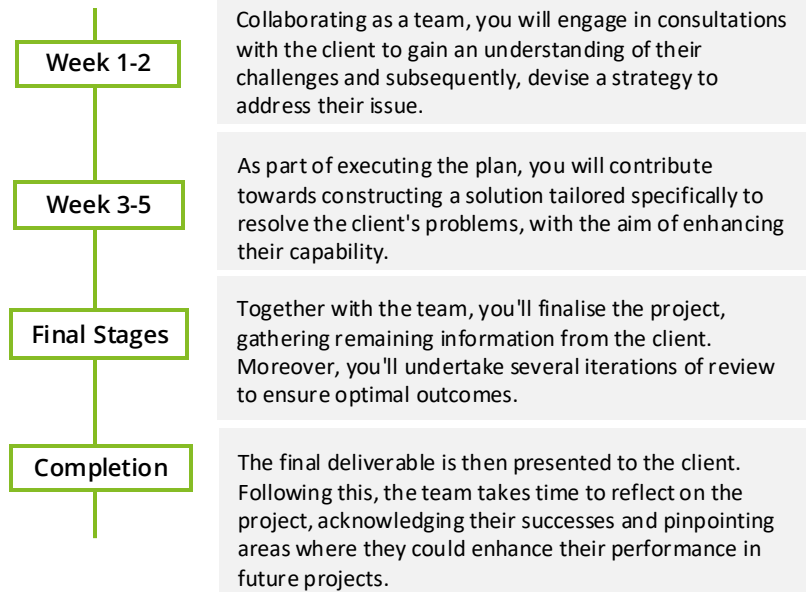 Week 1-2
Collaborating as a team, you will engage in consultations
with the client to gain an understanding of their
challenges and subsequently, devise a strategy to
address their issue.
Week 3-5
As part of executing the plan, you will contribute
towards constructing a solution tailored specifically to
resolve the client's problems, with the aim of enhancing
their capability.
Final Stages
Together with the team, you'll finalise the project,
gathering remaining information from the client.
Moreover, you'll undertake several iterations of review
to ensure optimal outcomes.
Completion
The final deliverable is then presented to the client.
Following this, the team takes time to reflect on the
project, acknowledging their successes and pinpointing
areas where they could enhance their performance in
future projects.